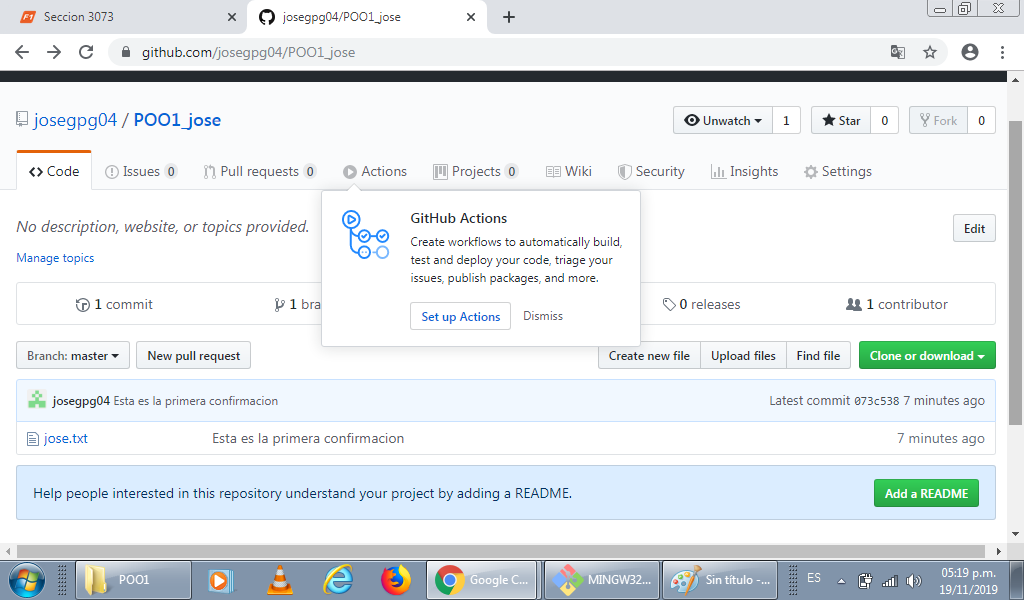 Seccion 3073
josegpg04/POO1_jose
github.com/josegpg04/POO1_jose
josegpg04 / POO1_jose
Unwatch 1
Star 0
Fork 0
Code
Issues 0
Pull requests 0
Actions
Projects 0
Wiki
Security
Insights
Settings
No description, website, or topics provided.
Edit
Manage topics
GitHub Actions
Create workflows to automatically build,
test and deploy your code, triage your
issues, publish packages, and more.
Set up Actions
Dismiss
1 commit
1 bra
0 releases
1 contributor
Branch: master
New pull request
Create new file
Upload files
Find file
Clone or download
josegpg04 Esta es la primera confirmacion
Latest commit 073c538 7 minutes ago
jose.txt
Esta es la primera confirmacion
7 minutes ago
Help people interested in this repository understand your project by adding a README.
Add a README
POO1
Google C...
MINGW32...
Sin título -...
ES
05:19 p.m.
19/11/2019